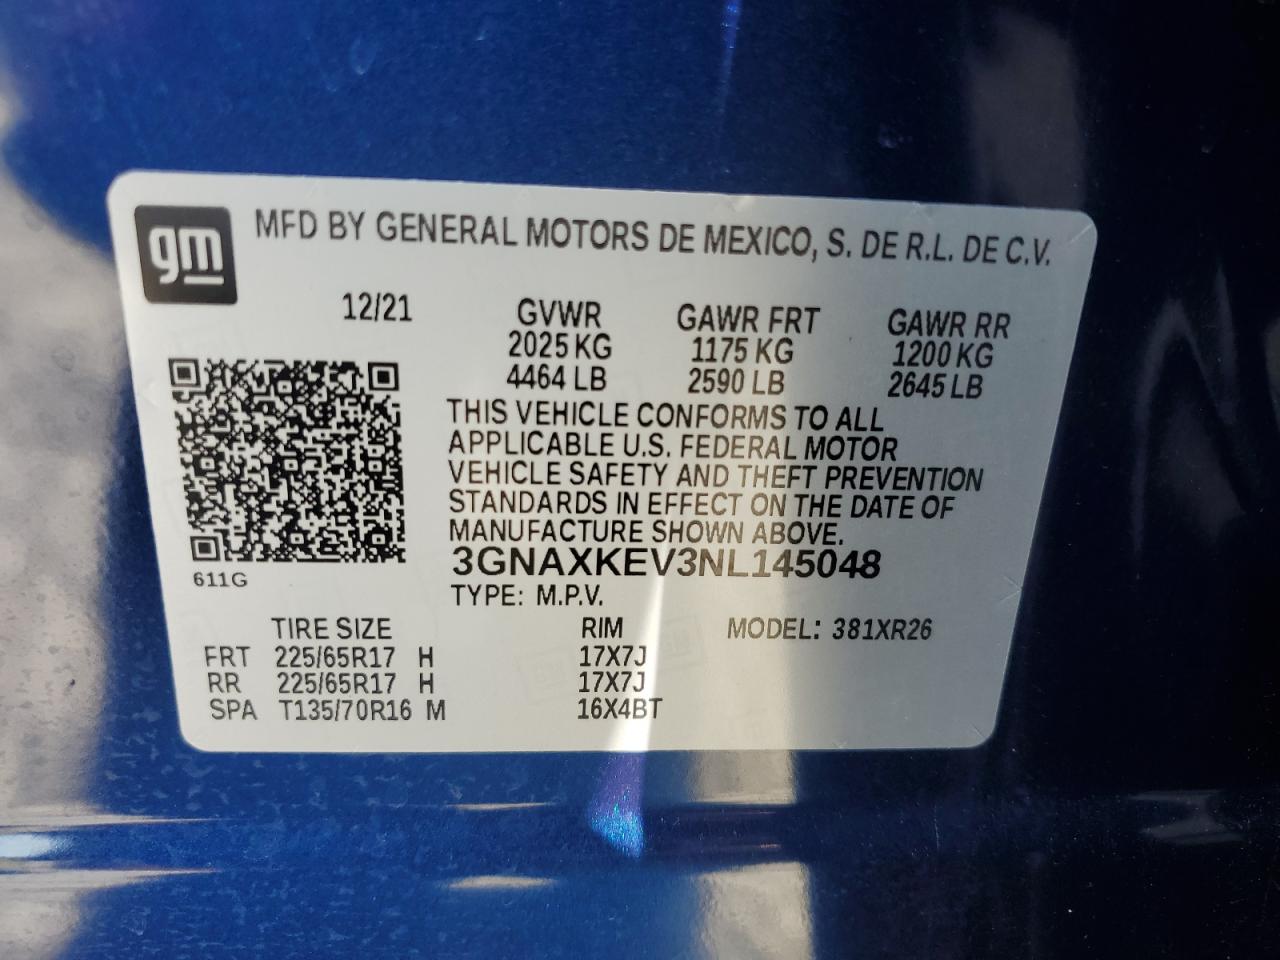 gm
MFD BY GENERAL MOTORS DE MEXICO, S. DE R.L. DE C.V.
12/21 GVWR GAWR FRT GAWR RR
2025 KG 1175 KG 1200 KG
4464 LB 2590 LB 2645 LB
THIS VEHICLE CONFORMS TO ALL
APPLICABLE U.S. FEDERAL MOTOR
VEHICLE SAFETY AND THEFT PREVENTION
STANDARDS IN EFFECT ON THE DATE OF
MANUFACTURE SHOWN ABOVE.
3GNAXKEV3NL145048
611G
TYPE: M.P.V.
TIRE SIZE RIM MODEL: 381XR26
FRT 225/65R17 H 17X7J
RR 225/65R17 H 17X7J
SPA T135/70R16 M 16X4BT